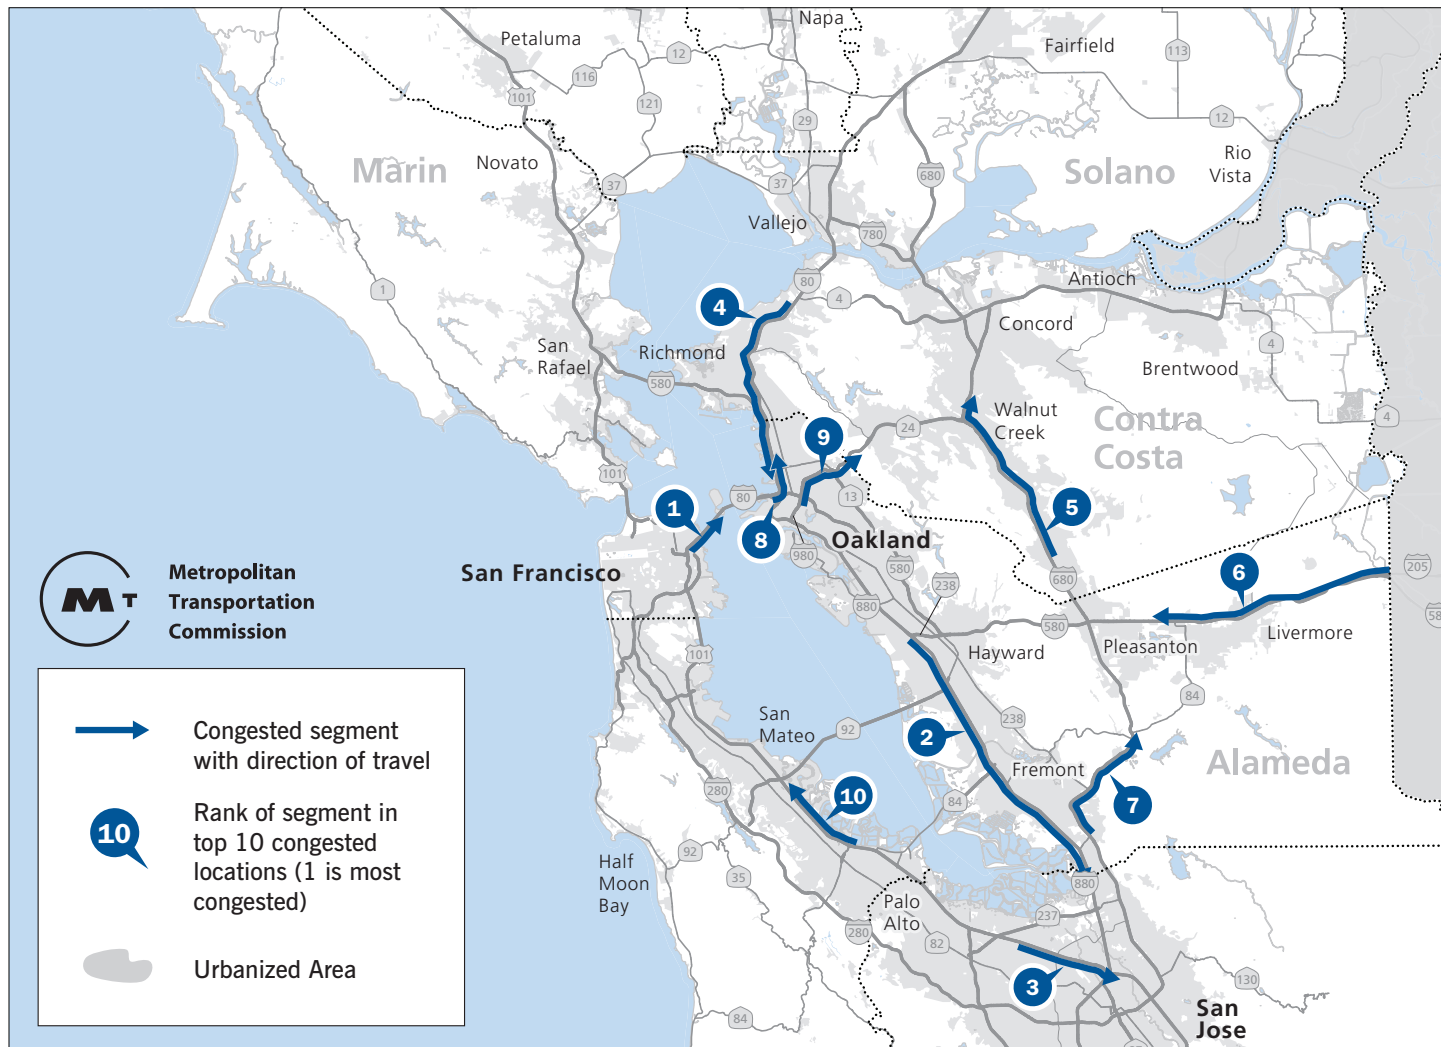 Napa
Petaluma
Fairfield
113
12
116
101
121
29
12
Marin
Novato
Solano
Rio
Vista
680
37
37
Vallejo
780
Antioch
80
1
4
4
Concord
San
Rafael
Richmond
4
Brentwood
580
Walnut
Creek
Contra
Costa
4
24
9
101
80
13
1
5
8
Oakland
980
San Francisco
580
238
680
205
6
880
580
58
Metropolitan
Transportation
Commission
M T
Hayward
Pleasanton
Livermore
101
84
San
Mateo
92
238
2
Fremont
Alameda
Congested segment
with direction of travel
280
10
84
7
10
Rank of segment in
top 10 congested
locations (1 is most
congested)
92
Half
Moon
Bay
35
880
Palo
Alto
237
280
82
Urbanized Area
3
130
84
San
Jose